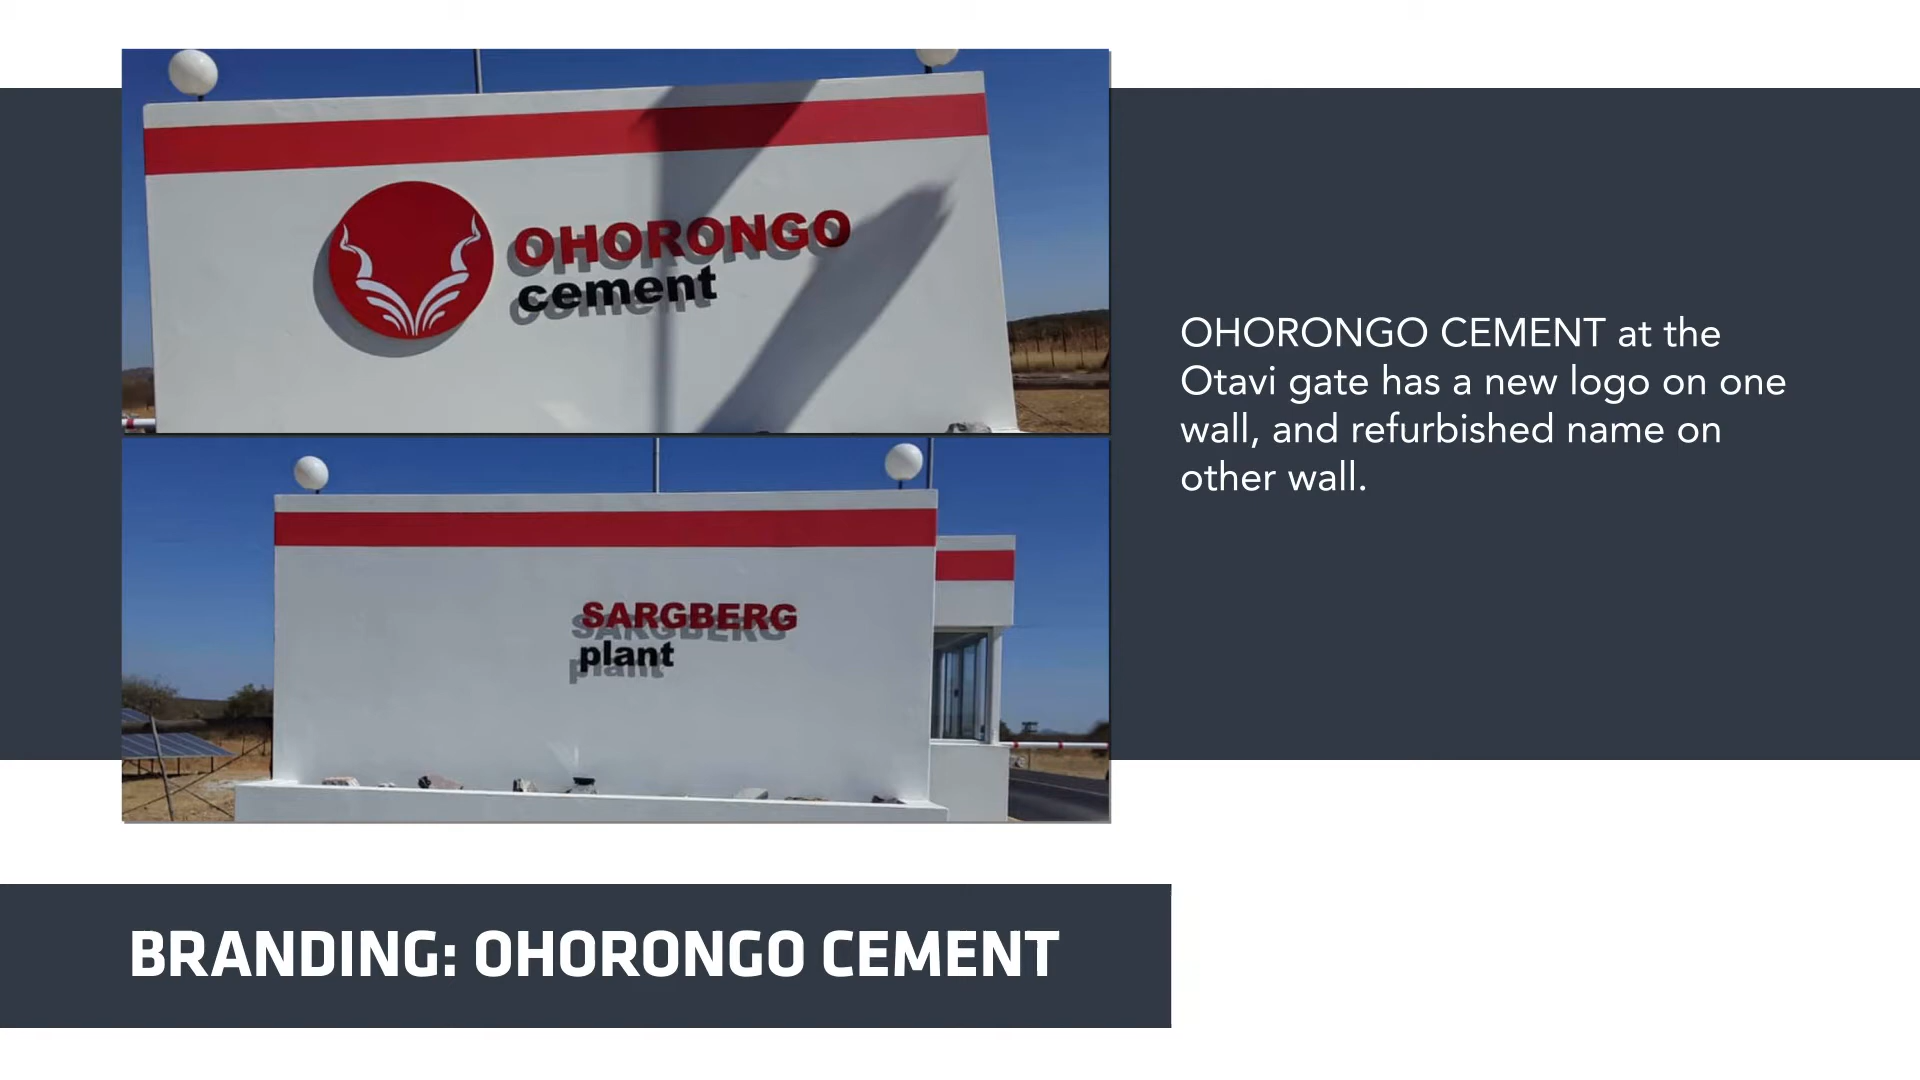 OHORONGO
cement
SARGBERG
plant
OHORONGO CEMENT at the
Otavi gate has a new logo on one
wall, and refurbished name on
other wall.
BRANDING: OHORONGO CEMENT